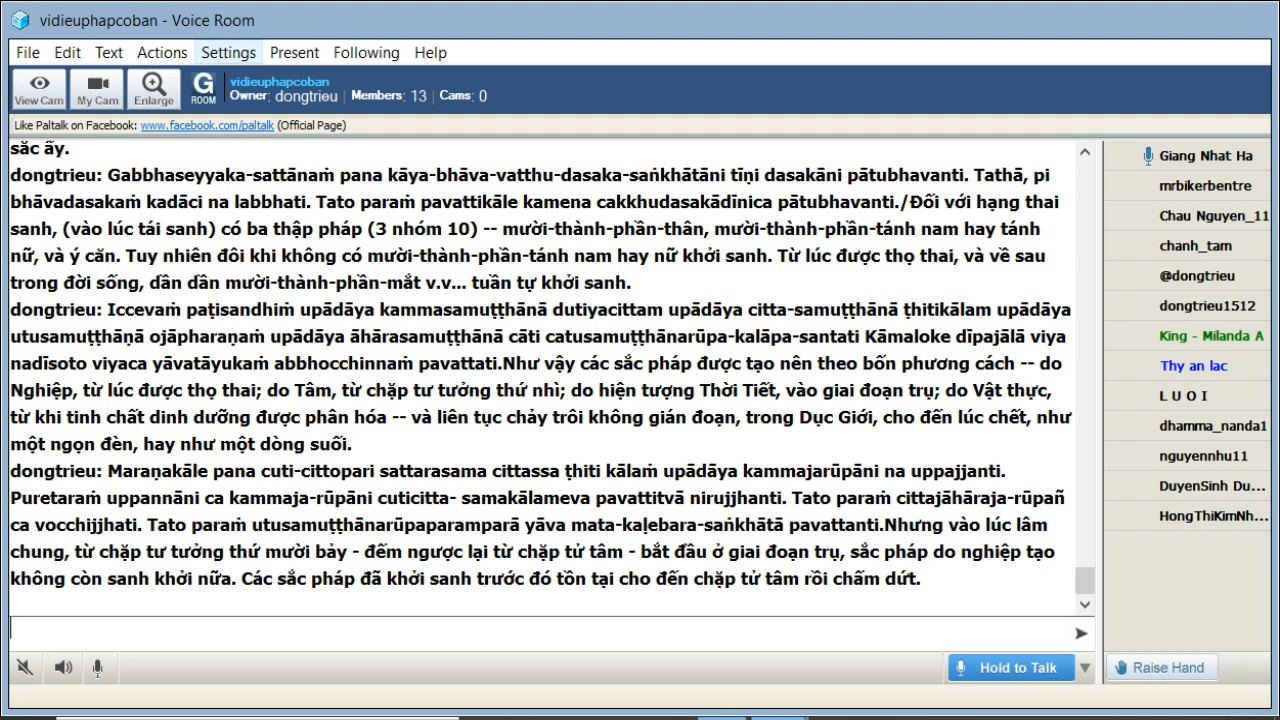 vidieuphapcoban - Voice Room
File Edit Text Actions Settings Present Following Help
View Cam My Cam Enlarge G ROOM
vidieuphapcoban
Owner: dongtrieu | Members: 13 | Cams: 0
Like Paltalk on Facebook: www.facebook.com/paltalk (Official Page)
sắc ấy.
dongtrieu: Gabbhaseyyaka-sattānaṁ pana kāya-bhāva-vatthu-dasaka-saṅkhātāni tīṇi dasakāni pātubhavanti. Tathā, pi
bhāvadasakaṁ kadāci na labbhati. Tato paraṁ pavattikāle kamena cakkhudasakādīnica pātubhavanti./Đối với hạng thai
sanh, (vào lúc tái sanh) có ba thập pháp (3 nhóm 10) -- mười-thành-phần-thân, mười-thành-phần-tánh nam hay tánh
nữ, và ý căn. Tuy nhiên đôi khi không có mười-thành-phần-tánh nam hay nữ khởi sanh. Từ lúc được thọ thai, và về sau
trong đời sống, dần dần mười-thành-phần-mắt v.v... tuần tự khởi sanh.
dongtrieu: Iccevaṁ paṭisandhiṁ upādāya kammasamuṭṭhānā dutiyacittam upādāya citta-samuṭṭhānā ṭhitikālam upādāya
utusamuṭṭhāṇā ojāpharaṇaṁ upādāya āhārasamuṭṭhānā cāti catusamuṭṭhānarūpa-kalāpa-santati Kāmaloke dīpajālā viya
nadīsoto viyaca yāvatāyukaṁ abbhocchinnaṁ pavattati.Như vậy các sắc pháp được tạo nên theo bốn phương cách -- do
Nghiệp, từ lúc được thọ thai; do Tâm, từ chặp tư tưởng thứ nhì; do hiện tượng Thời Tiết, vào giai đoạn trụ; do Vật thực,
từ khi tinh chất dinh dưỡng được phân hóa -- và liên tục chảy trôi không gián đoạn, trong Dục Giới, cho đến lúc chết, như
một ngọn đèn, hay như một dòng suối.
dongtrieu: Maraṇakāle pana cuti-cittopari sattarasama cittassa ṭhiti kālaṁ upādāya kammajarūpāni na uppajjanti.
Puretaraṁ uppannāni ca kammaja-rūpāni cuticitta- samakālameva pavattitvā nirujjhanti. Tato paraṁ cittajāhāraja-rūpañ
ca vocchijjhati. Tato paraṁ utusamuṭṭhānarūpaparamparā yāva mata-kaḷebara-saṅkhātā pavattanti.Nhưng vào lúc lâm
chung, từ chặp tư tưởng thứ mười bảy - đếm ngược lại từ chặp tử tâm - bắt đầu ở giai đoạn trụ, sắc pháp do nghiệp tạo
không còn sanh khởi nữa. Các sắc pháp đã khởi sanh trước đó tồn tại cho đến chặp tử tâm rồi chấm dứt.
Hold to Talk
Giang Nhat Ha
mrbikerbentre
Chau Nguyen_11
chanh_tam
@dongtrieu
dongtrieu1512
King - Milanda A
Thy an lac
L U O I
dhamma_nanda1
nguyennhu11
DuyenSinh Du...
HongThiKimNh...
Raise Hand